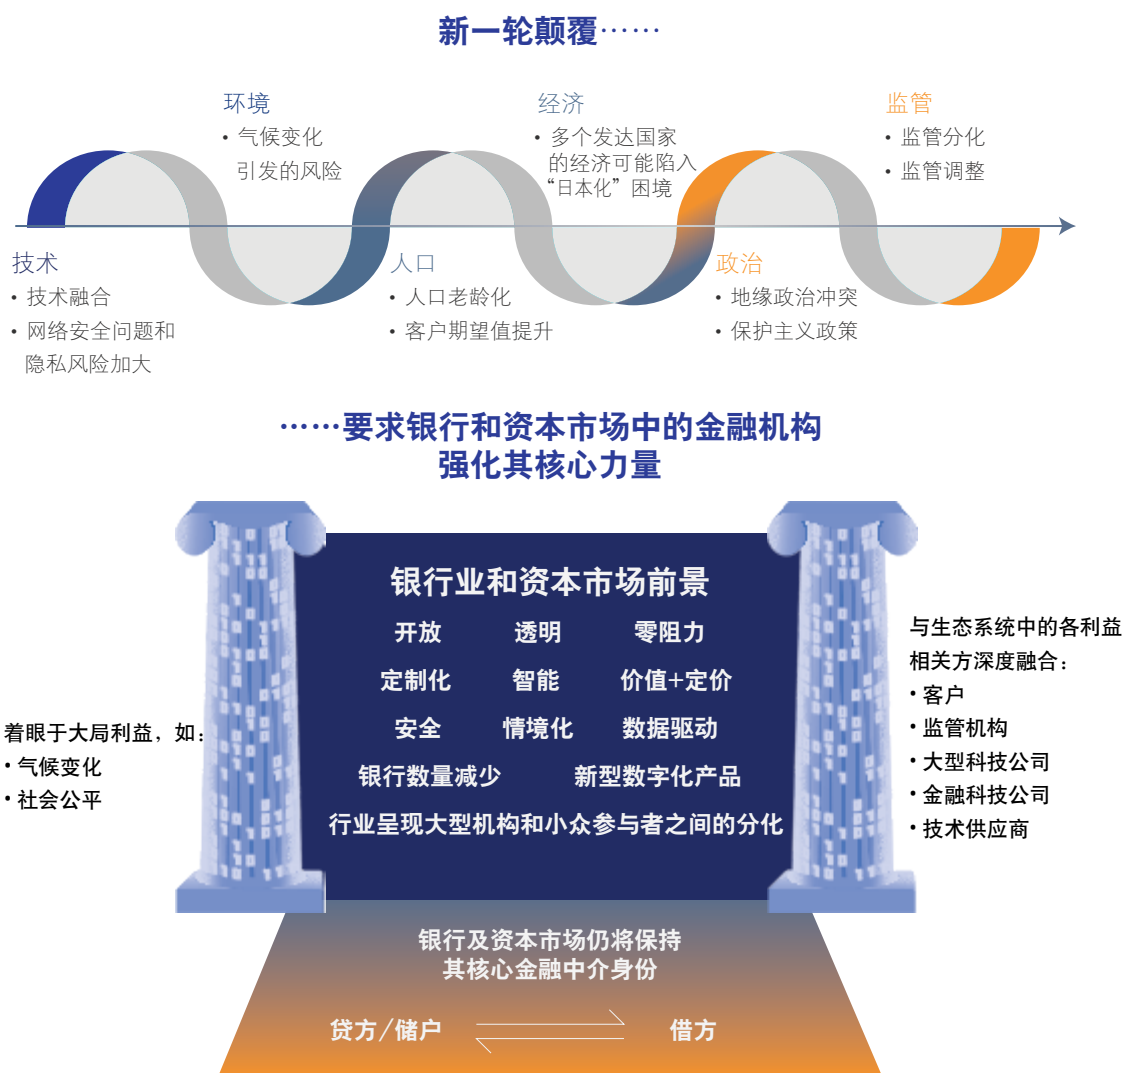 新一轮颠覆……
环境
• 气候变化
引发的风险
经济
• 多个发达国家
的经济可能陷入
“日本化”困境
监管
• 监管分化
• 监管调整
技术
• 技术融合
• 网络安全问题和
隐私风险加大
人口
• 人口老龄化
• 客户期望值提升
政治
• 地缘政治冲突
• 保护主义政策
……要求银行和资本市场中的金融机构
强化其核心力量
着眼于大局利益，如：
• 气候变化
• 社会公平
银行业和资本市场前景
开放 透明 零阻力
定制化 智能 价值+定价
安全 情境化 数据驱动
银行数量减少 新型数字化产品
行业呈现大型机构和小众参与者之间的分化
与生态系统中的各利益
相关方深度融合：
• 客户
• 监管机构
• 大型科技公司
• 金融科技公司
• 技术供应商
银行及资本市场仍将保持
其核心金融中介身份
贷方/储户 借方